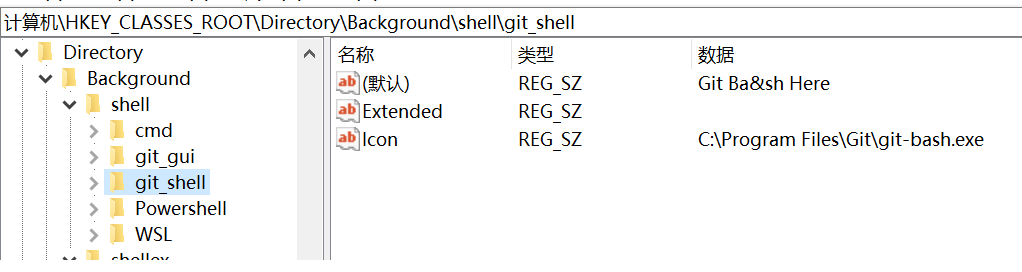 计算机\HKEY_CLASSES_ROOT\Directory\Background\shell\git_shell
Directory
Background
shell
cmd
git_gui
git_shell
Powershell
WSL
shellex
名称 类型 数据
(默认) REG_SZ Git Ba&sh Here
Extended REG_SZ
Icon REG_SZ C:\Program Files\Git\git-bash.exe